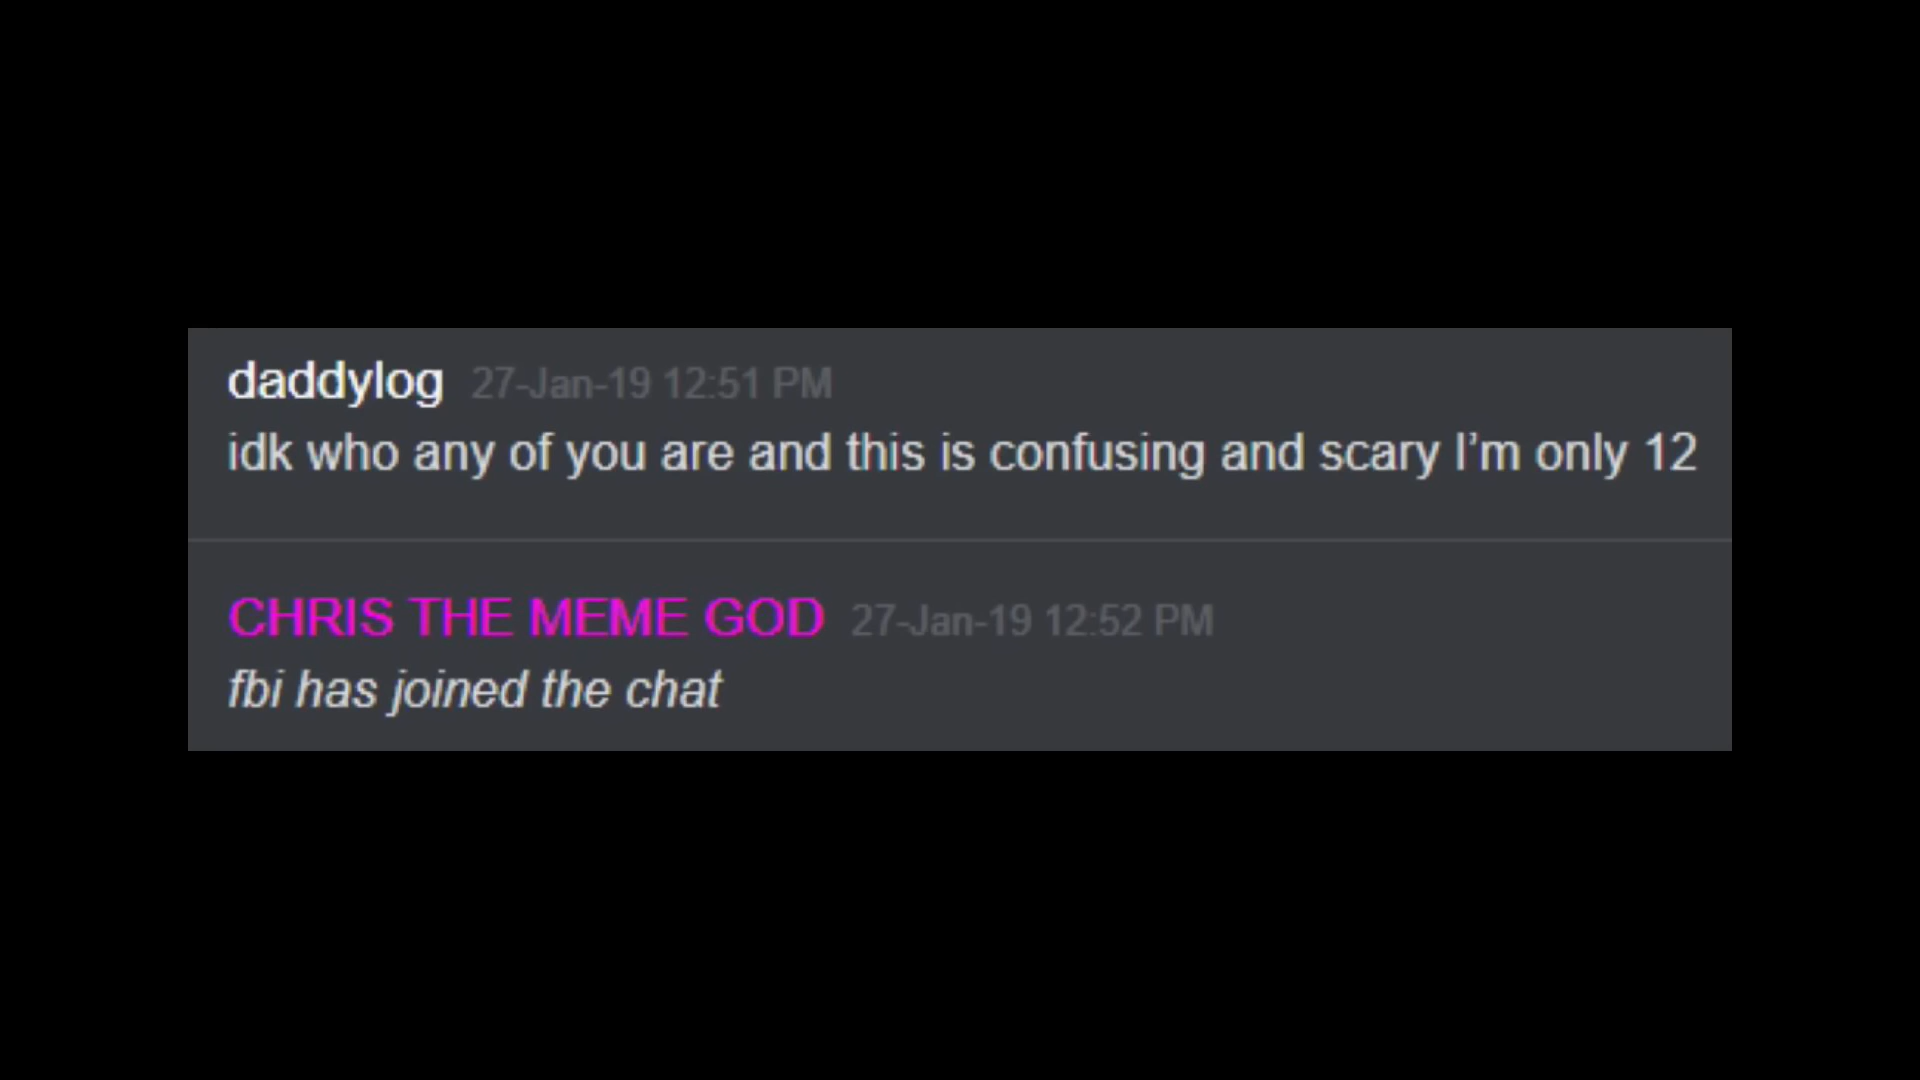 daddylog 27-Jan-19 12:51 PM
idk who any of you are and this is confusing and scary I’m only 12
CHRIS THE MEME GOD 27-Jan-19 12:52 PM
fbi has joined the chat